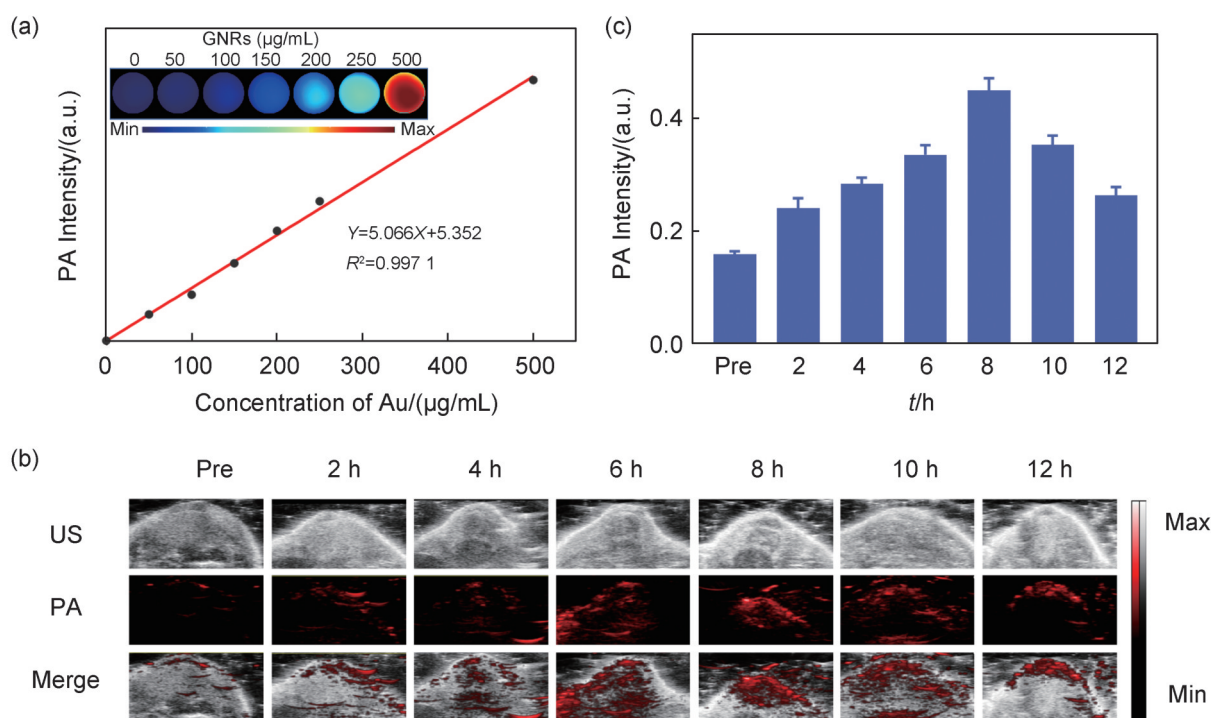 (a)
GNRs (μg/mL)
0 50 100 150 200 250 500
Min Max
PA Intensity/(a.u.)
Y=5.066X+5.352
R²=0.997 1
0 100 200 300 400 500
Concentration of Au/(μg/mL)
(c)
PA Intensity/(a.u.)
0.4
0.2
0.0
Pre 2 4 6 8 10 12
t/h
(b)
Pre 2 h 4 h 6 h 8 h 10 h 12 h
US
PA
Merge
Max
Min